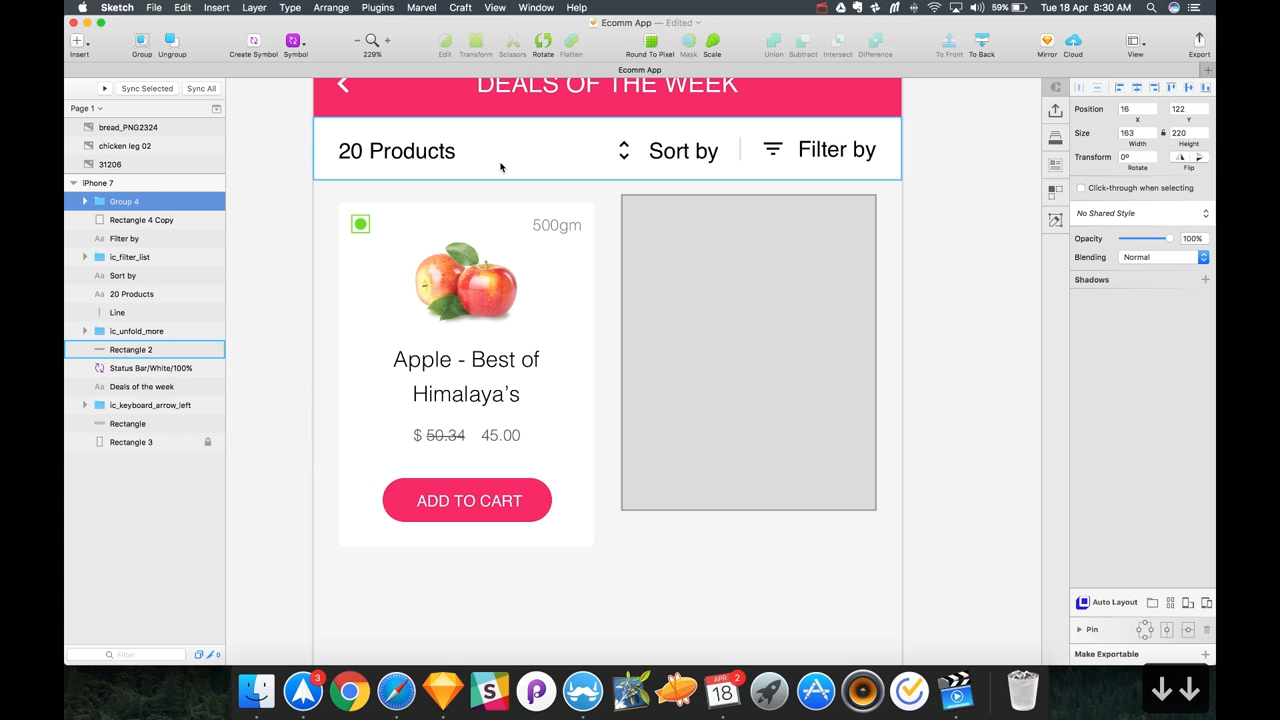 Sketch File Edit Insert Layer Type Arrange Plugins Marvel Craft View Window Help 59% Tue 18 Apr 8:30 AM
Ecomm App — Edited
Insert Group Ungroup Create Symbol Symbol 229% Edit Transform Scissors Rotate Flatten Round To Pixel Mask Scale Union Subtract Intersect Difference To Front To Back Mirror Cloud View Export
Ecomm App
Sync Selected Sync All
Page 1
bread_PNG2324
chicken leg 02
31206
iPhone 7
Group 4
Rectangle 4 Copy
Filter by
ic_filter_list
Sort by
20 Products
Line
ic_unfold_more
Rectangle 2
Status Bar/White/100%
Deals of the week
ic_keyboard_arrow_left
Rectangle
Rectangle 3
Filter 0
DEALS OF THE WEEK
20 Products Sort by Filter by
500gm
Apple - Best of
Himalaya's
$ 50.34 45.00
ADD TO CART
Position 16 122
X Y
Size 163 220
Width Height
Transform 0º
Rotate Flip
Click-through when selecting
No Shared Style
Opacity 100%
Blending Normal
Shadows
Auto Layout
Pin
Make Exportable
3
APR 2
18